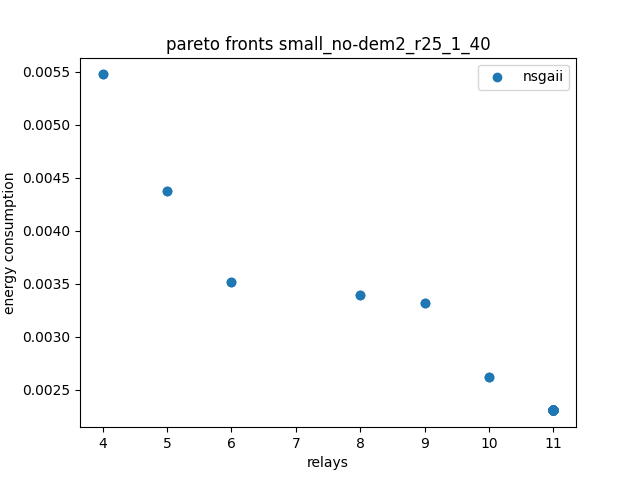 pareto fronts small_no-dem2_r25_1_40
nsgaii
0.0055
0.0050
0.0045
0.0040
0.0035
0.0030
0.0025
energy consumption
4 5 6 7 8 9 10 11
relays